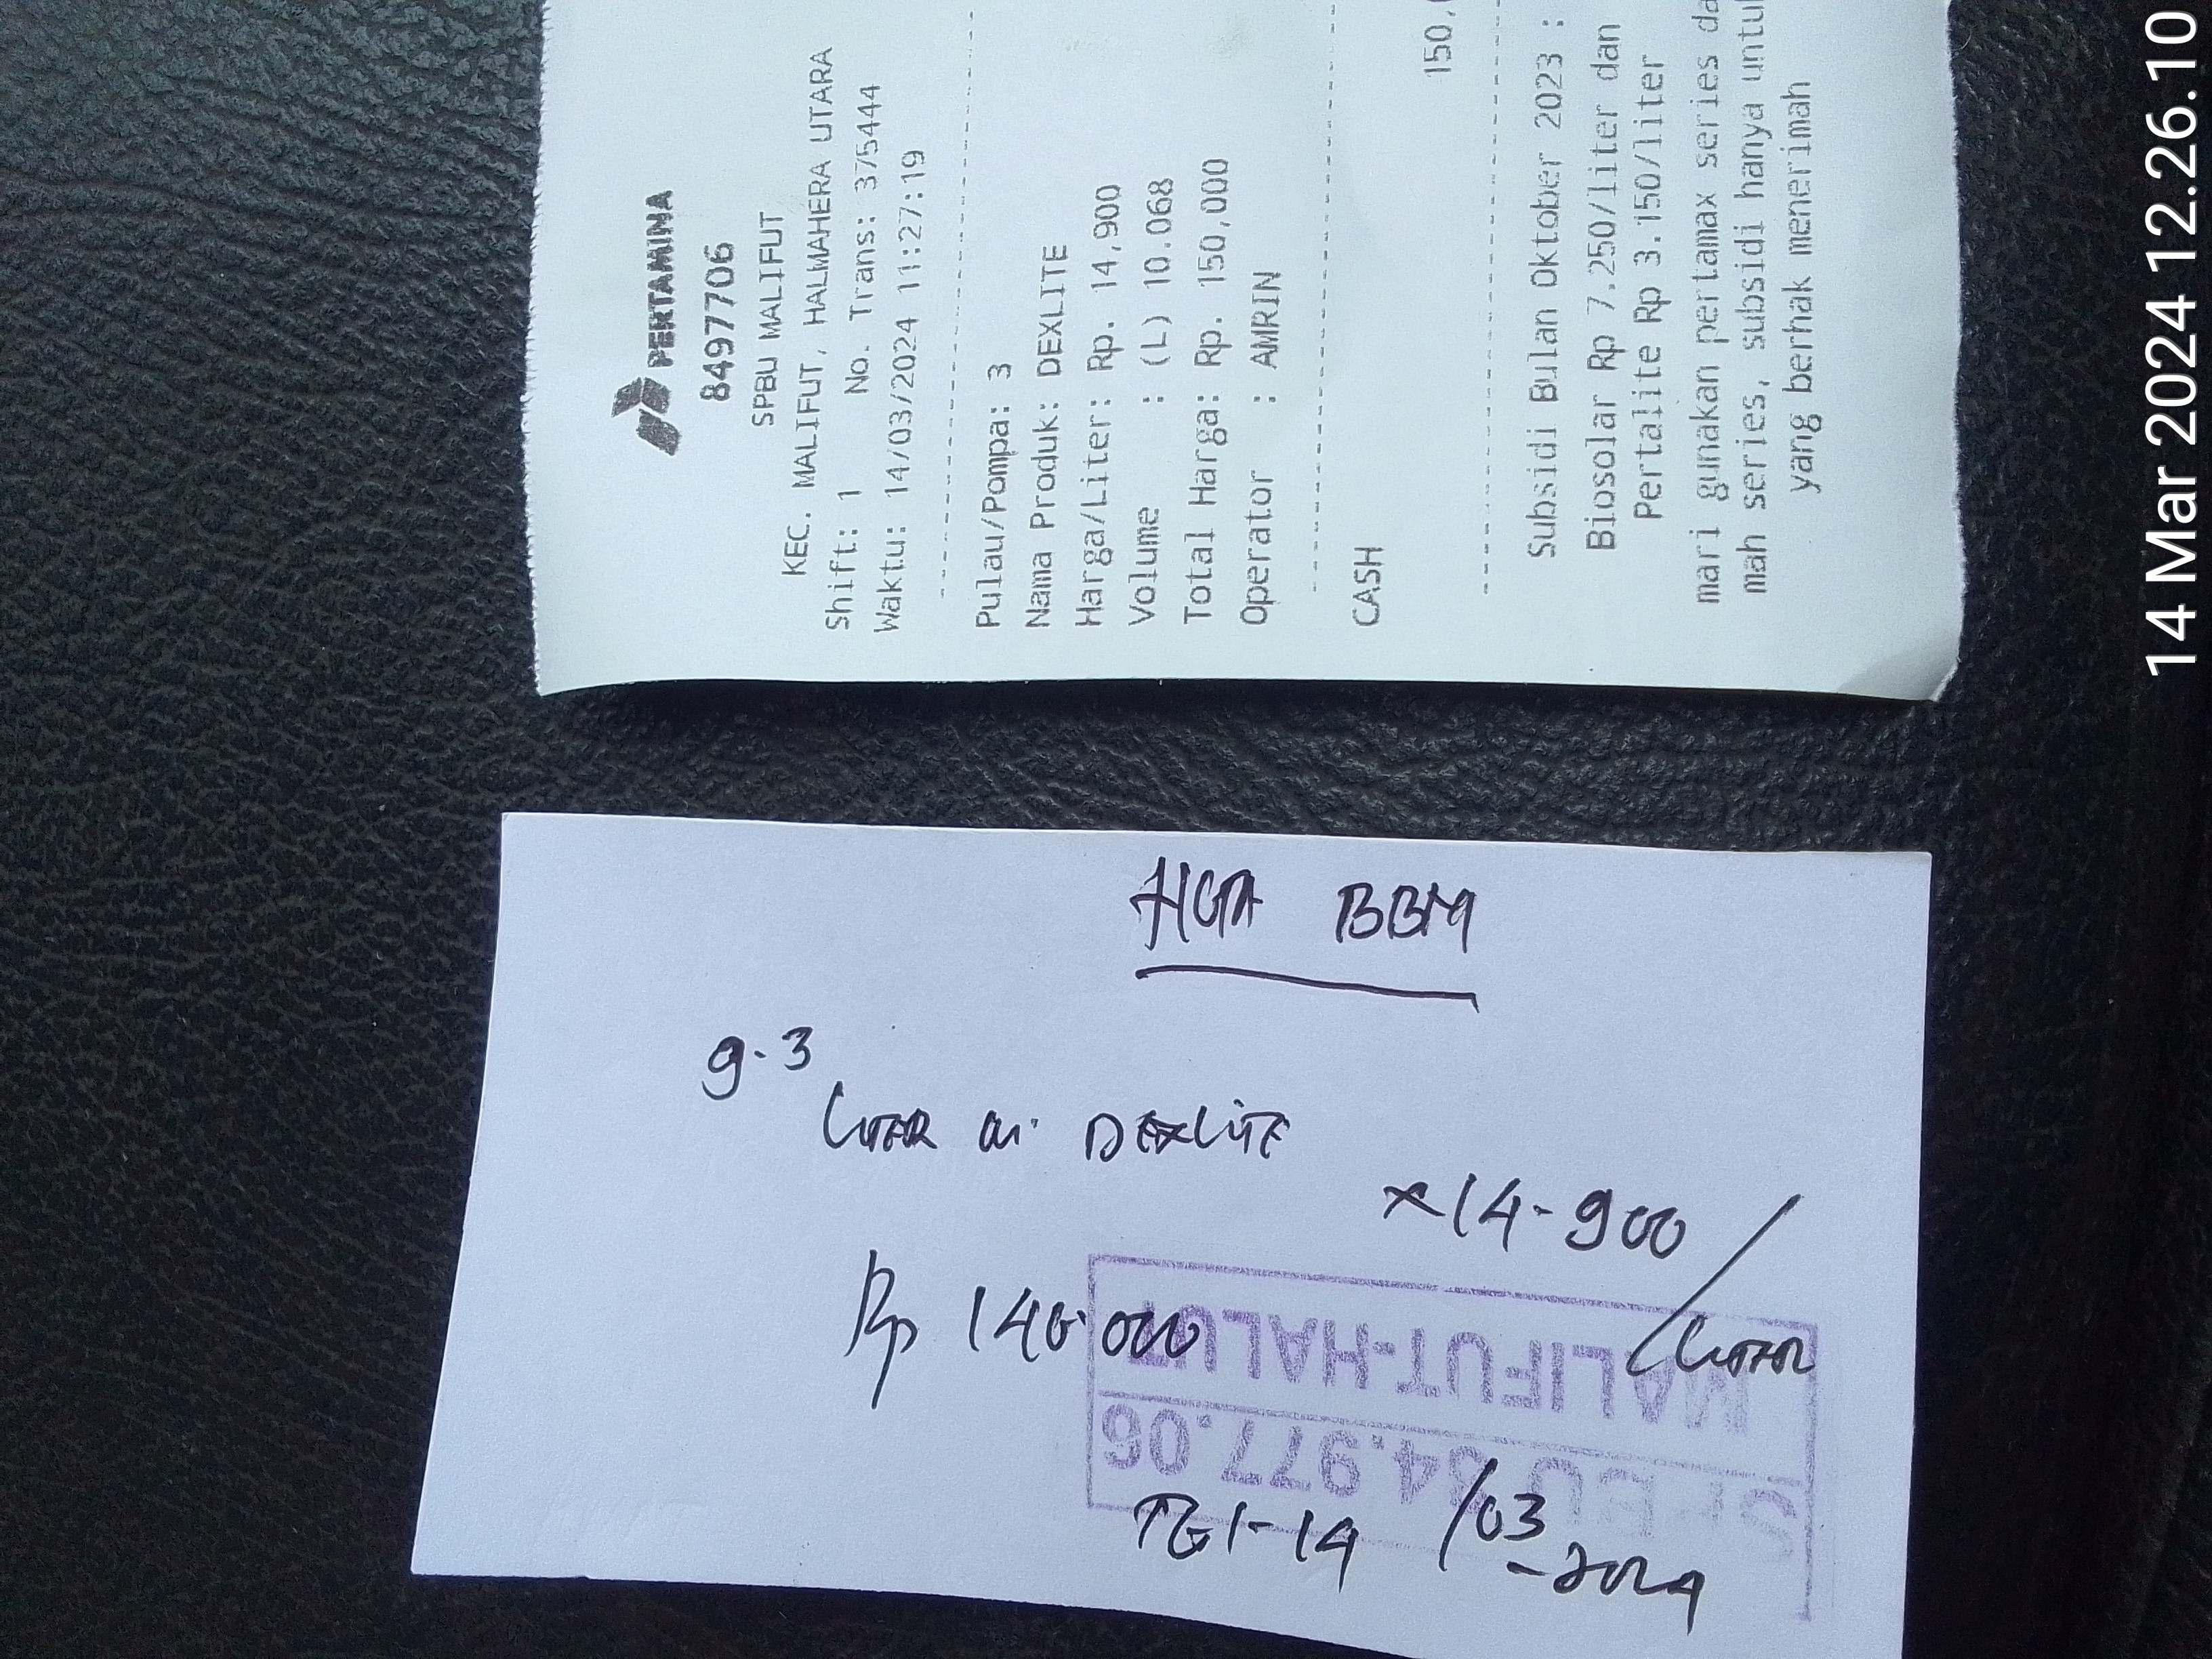 PERTAMINA
8497706
SPBU MALIFUT
KEC. MALIFUT, HALMAHERA UTARA
Shift: 1 No. Trans: 375444
Waktu: 14/03/2024 11:27:19
Pulau/Pompa: 3
Nama Produk: DEXLITE
Harga/Liter: Rp. 14,900
Volume : (L) 10.068
Total Harga: Rp. 150,000
Operator : AMRIN
CASH 150,
Subsidi Bulan Oktober 2023 :
Biosolar Rp 7.250/liter dan
Pertalite Rp 3.150/liter
mari gunakan pertamax series da
mah series, subsidi hanya untu
yang berhak menerimah
BBM
9.3
LITER DEXLITE
x14-900
/LITER
Rp
MALIFUT-HALUT
SPBU 84.977.06
TGL-14 /03
-2024
14 Mar 2024 12.26.10